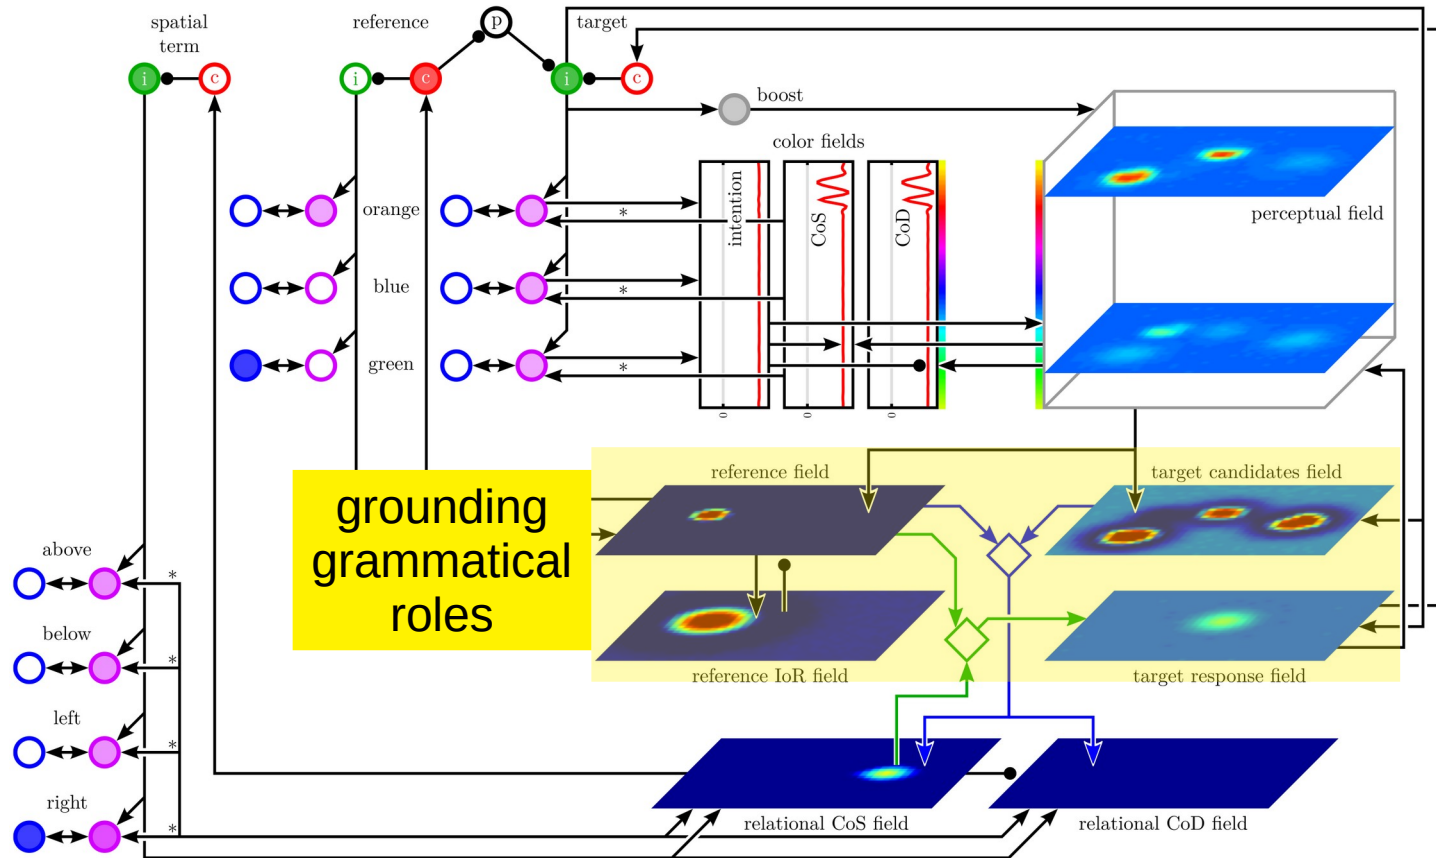 spatial
term
reference
p
target
i
c
i
c
i
c
boost
color fields
intention
CoS
CoD
perceptual field
orange
*
blue
*
green
*
0
0
0
grounding
grammatical
roles
reference field
target candidates field
above
*
below
*
reference IoR field
target response field
left
*
right
*
relational CoS field
relational CoD field